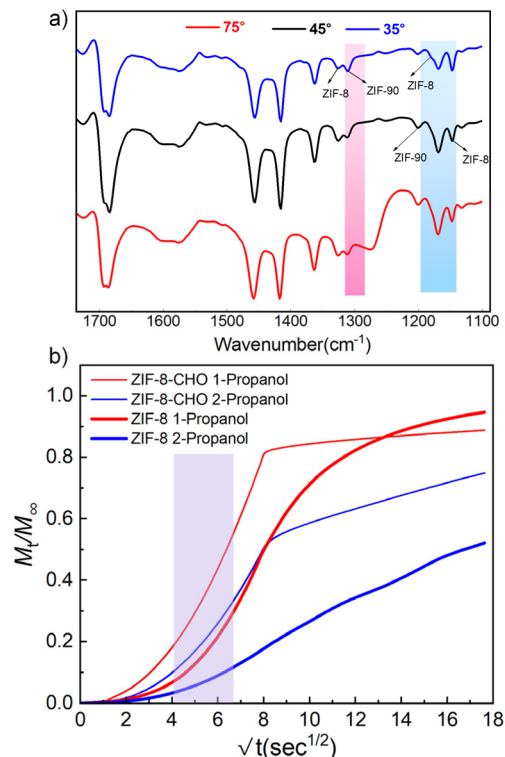 a)
75° 45° 35°
ZIF-8
ZIF-90
ZIF-8
ZIF-90
ZIF-8
1700 1600 1500 1400 1300 1200 1100
Wavenumber(cm⁻¹)
b)
ZIF-8-CHO 1-Propanol
ZIF-8-CHO 2-Propanol
ZIF-8 1-Propanol
ZIF-8 2-Propanol
1.0
0.8
0.6
0.4
0.2
0.0
Mt/M∞
0 2 4 6 8 10 12 14 16 18
√t(sec¹/²)